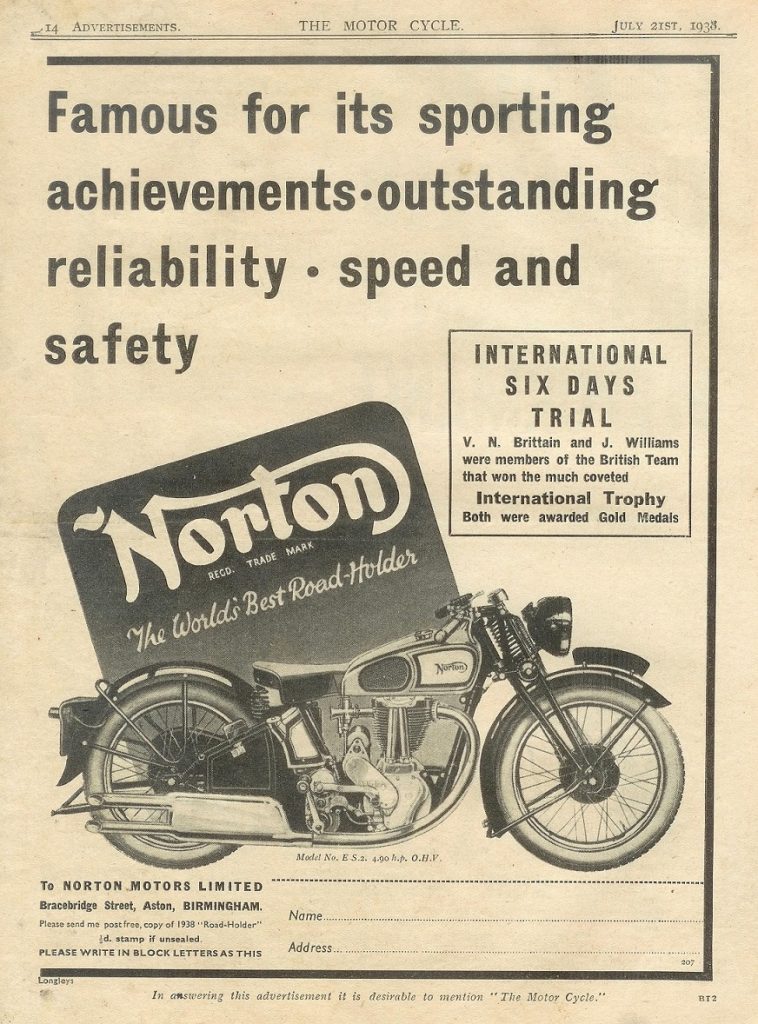 14 ADVERTISEMENTS. THE MOTOR CYCLE. JULY 21ST, 1938.
Famous for its sporting
achievements·outstanding
reliability · speed and
safety
INTERNATIONAL
SIX DAYS
TRIAL
V. N. Brittain and J. Williams
were members of the British Team
that won the much coveted
International Trophy
Both were awarded Gold Medals
Norton
REGD. TRADE MARK
The World's Best Road-Holder
Norton
Model No. E S.2. 4.90 h.p. O.H.V.
To NORTON MOTORS LIMITED
Bracebridge Street, Aston, BIRMINGHAM.
Please send me post free, copy of 1938 "Road-Holder"
½d. stamp if unsealed.
PLEASE WRITE IN BLOCK LETTERS AS THIS
Name
Address
207
Longleys
In answering this advertisement it is desirable to mention "The Motor Cycle." B12